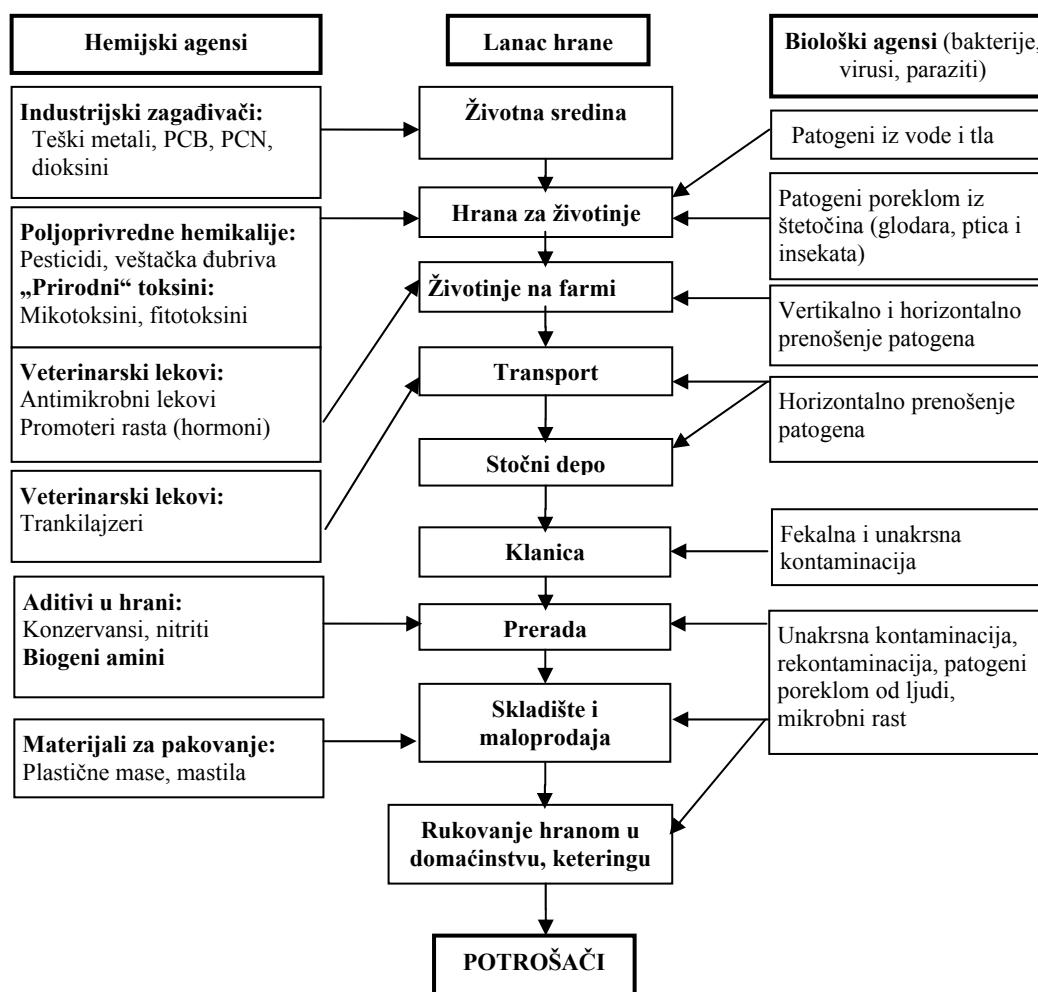 Hemijski agensi
Industrijski zagađivači:
Teški metali, PCB, PCN,
dioksini
Poljoprivredne hemikalije:
Pesticidi, veštačka đubriva
„Prirodni“ toksini:
Mikotoksini, fitotoksini
Veterinarski lekovi:
Antimikrobni lekovi
Promoteri rasta (hormoni)
Veterinarski lekovi:
Trankilajzeri
Aditivi u hrani:
Konzervansi, nitriti
Biogeni amini
Materijali za pakovanje:
Plastične mase, mastila
Lanac hrane
Životna sredina
Hrana za životinje
Životinje na farmi
Transport
Stočni depo
Klanica
Prerada
Skladište i
maloprodaja
Rukovanje hranom u
domaćinstvu, keteringu
POTROŠAČI
Biološki agensi (bakterije,
virusi, paraziti)
Patogeni iz vode i tla
Patogeni poreklom iz
štetočina (glodara, ptica i
insekata)
Vertikalno i horizontalno
prenošenje patogena
Horizontalno prenošenje
patogena
Fekalna i unakrsna
kontaminacija
Unakrsna kontaminacija,
rekontaminacija, patogeni
poreklom od ljudi,
mikrobni rast